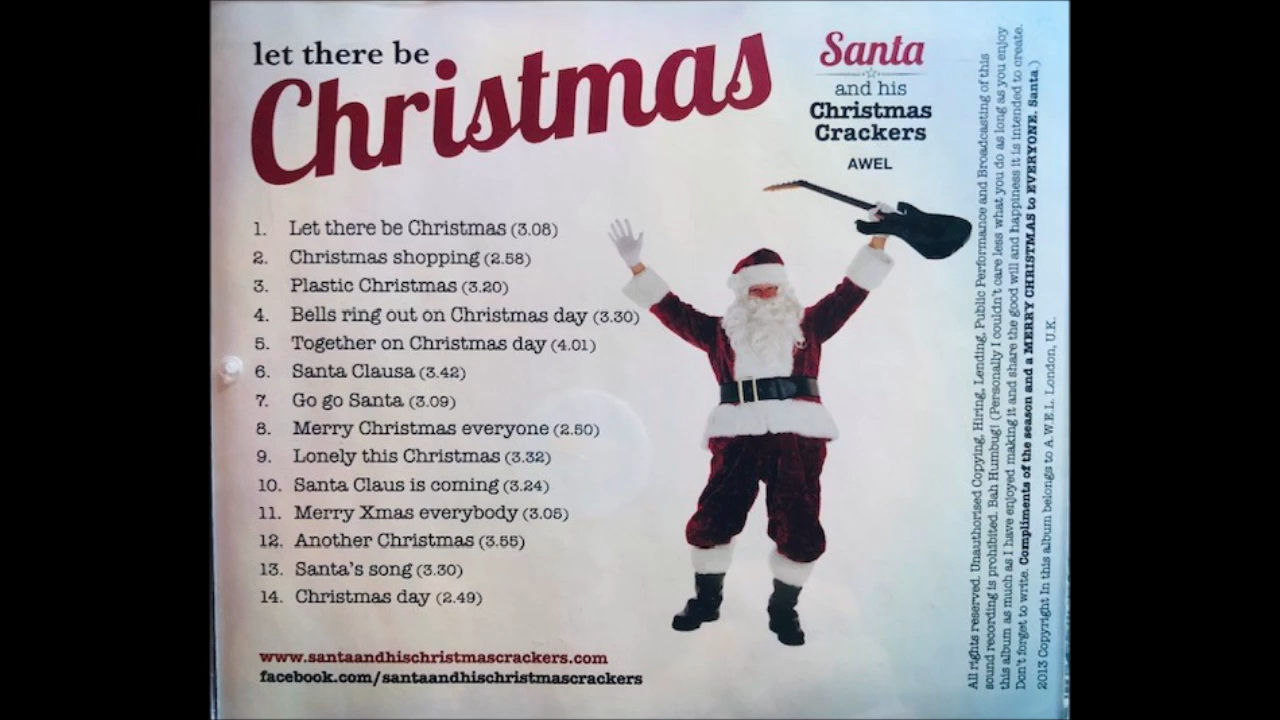 let there be
Christmas
Santa
and his
Christmas
Crackers
AWEL
1. Let there be Christmas (3.08)
2. Christmas shopping (2.58)
3. Plastic Christmas (3.20)
4. Bells ring out on Christmas day (3.30)
5. Together on Christmas day (4.01)
6. Santa Clausa (3.42)
7. Go go Santa (3.09)
8. Merry Christmas everyone (2.50)
9. Lonely this Christmas (3.32)
10. Santa Claus is coming (3.24)
11. Merry Xmas everybody (3.05)
12. Another Christmas (3.55)
13. Santa's song (3.30)
14. Christmas day (2.49)
www.santaandhischristmascrackers.com
facebook.com/santaandhischristmascrackers
All rights reserved. Unauthorised Copying, Hiring, Lending, Public Performance and Broadcasting of this
sound recording is prohibited. Bah Humbug! (Personally I couldn't care less what you do as long as you enjoy
this album as much as I have enjoyed making it and share the good will and happiness it is intended to create.
Don't forget to write. Compliments of the season and a MERRY CHRISTMAS to EVERYONE. Santa.)
2013 Copyright In this album belongs to A.W.E.L. London, U.K.